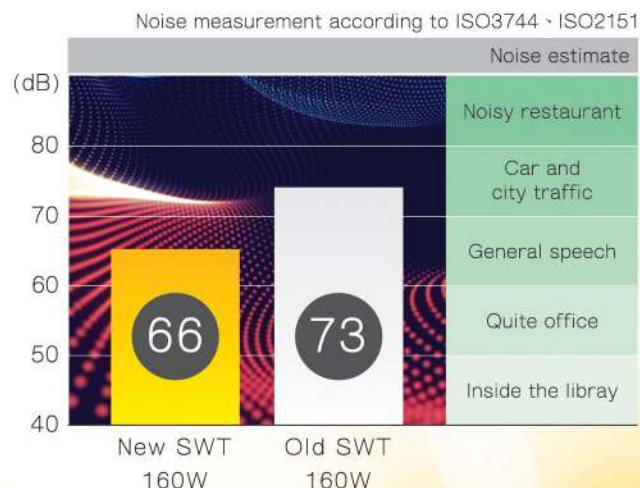 Noise measurement according to ISO3744、ISO2151
Noise estimate
(dB)
Noisy restaurant
80
Car and
city traffic
70
General speech
60
Quite office
50
Inside the libray
40
66
73
New SWT
160W
Old SWT
160W